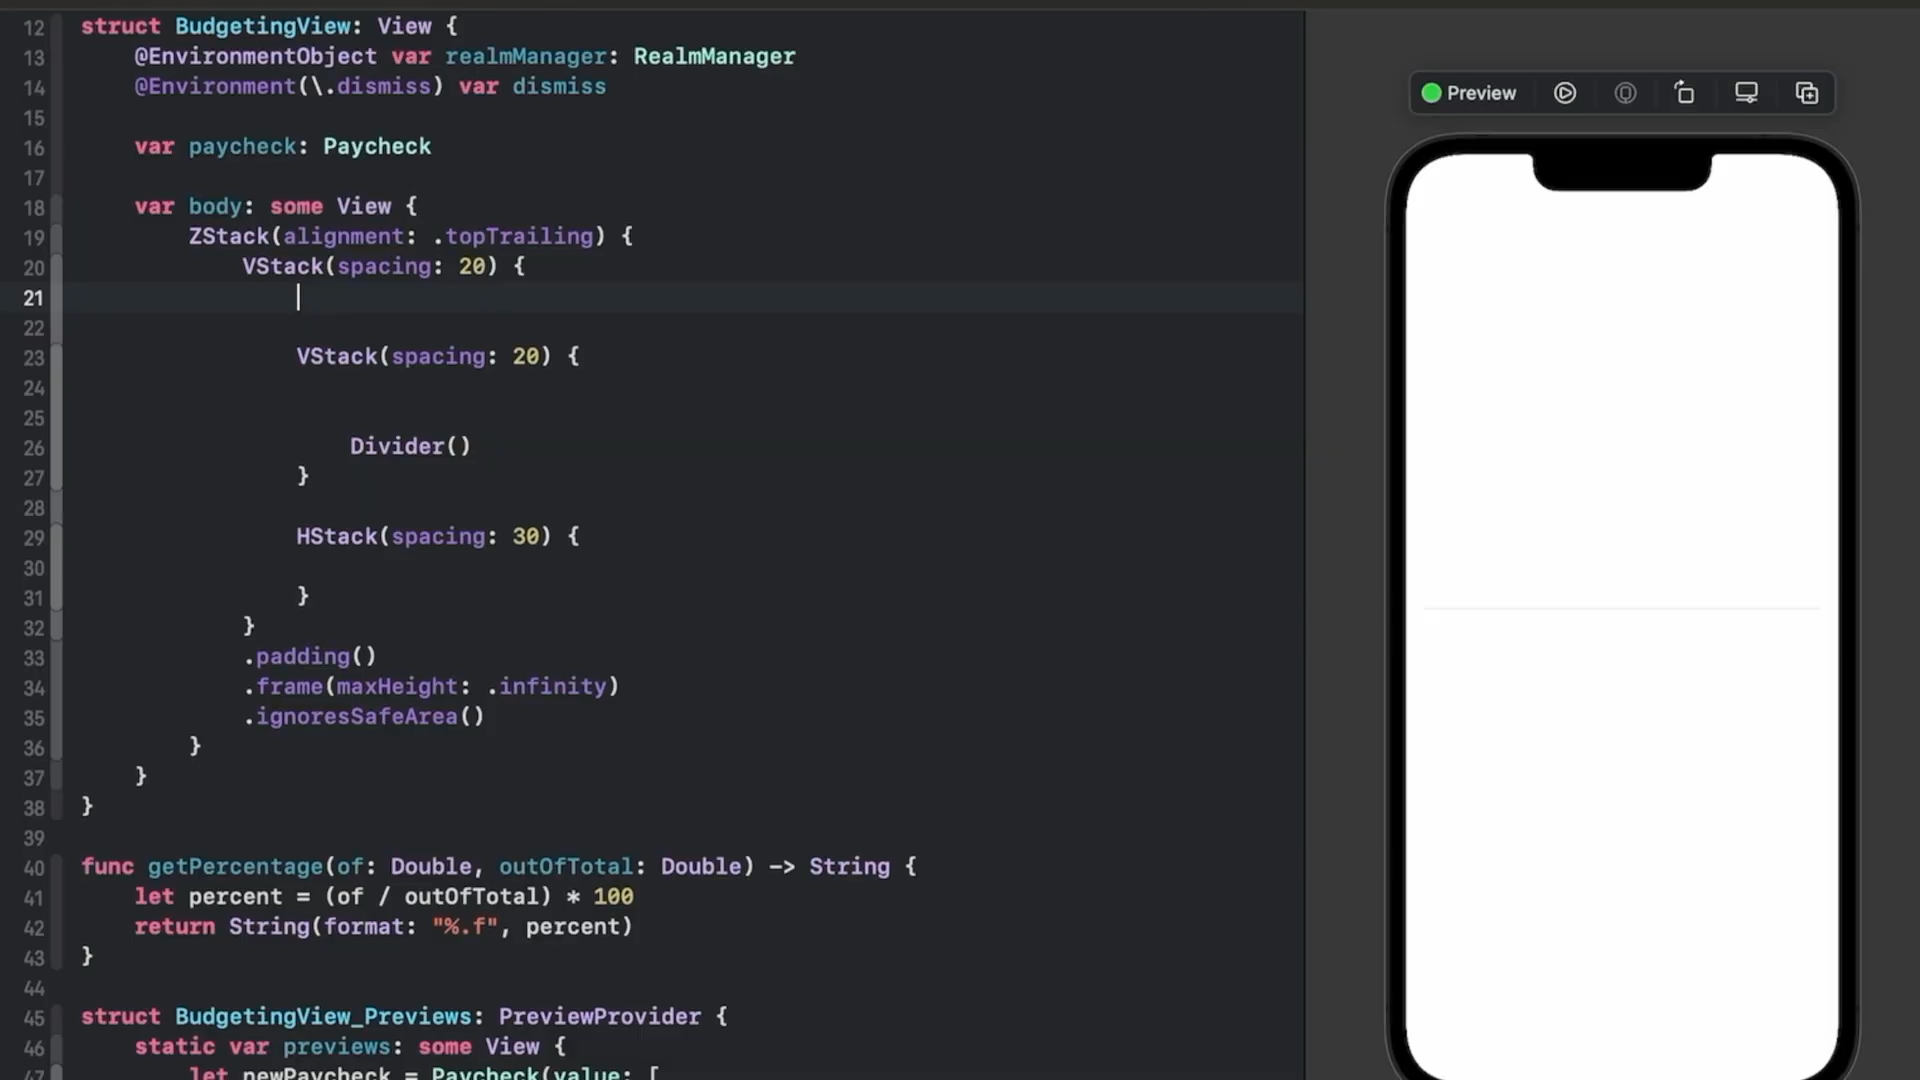 12 struct BudgetingView: View {
13 @EnvironmentObject var realmManager: RealmManager
14 @Environment(\.dismiss) var dismiss
15
16 var paycheck: Paycheck
17
18 var body: some View {
19 ZStack(alignment: .topTrailing) {
20 VStack(spacing: 20) {
21
22
23 VStack(spacing: 20) {
24
25
26 Divider()
27 }
28
29 HStack(spacing: 30) {
30
31 }
32 }
33 .padding()
34 .frame(maxHeight: .infinity)
35 .ignoresSafeArea()
36 }
37 }
38 }
39
40 func getPercentage(of: Double, outOfTotal: Double) -> String {
41 let percent = (of / outOfTotal) * 100
42 return String(format: "%.f", percent)
43 }
44
45 struct BudgetingView_Previews: PreviewProvider {
46 static var previews: some View {
47 let newPaycheck = Paycheck(value: [
Preview